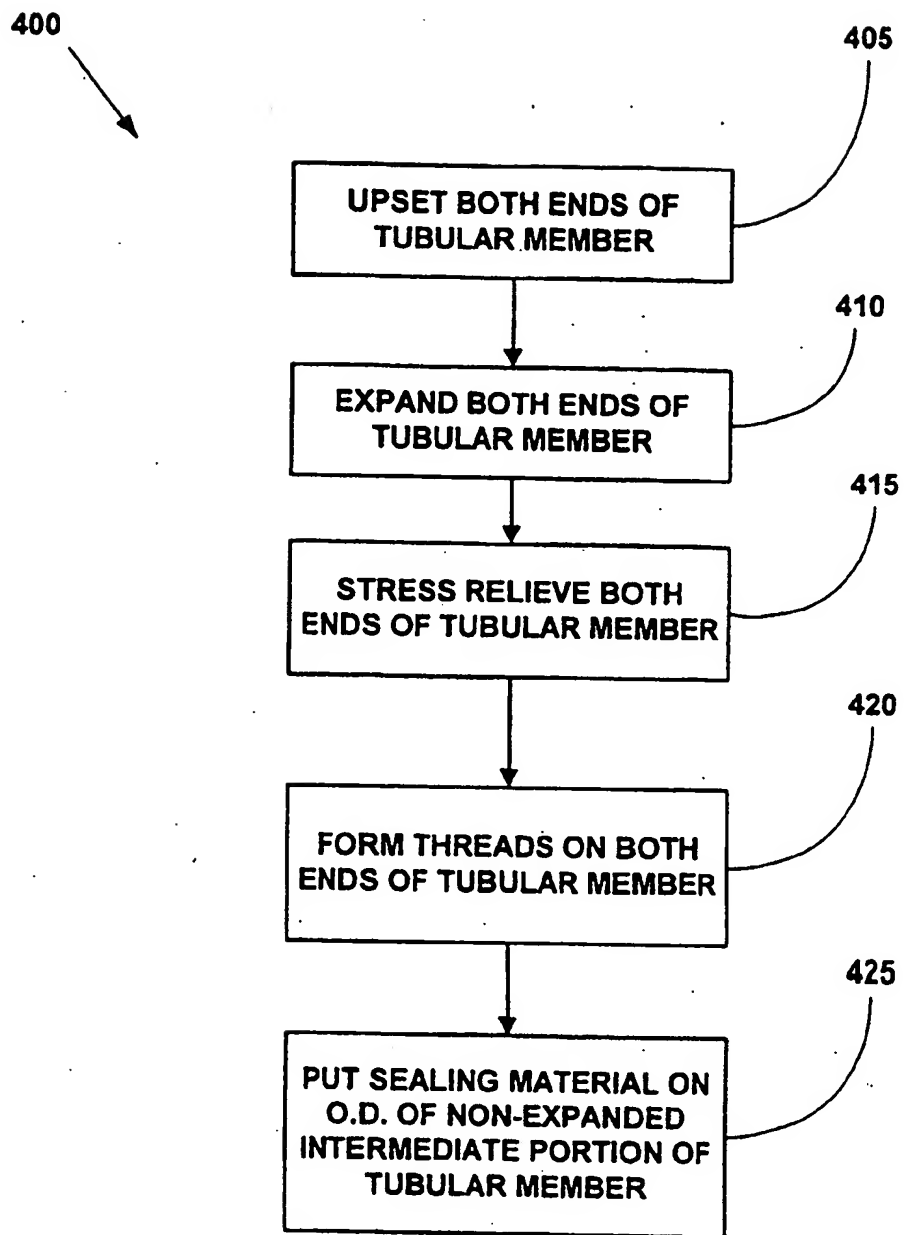 400
405
UPSET BOTH ENDS OF
TUBULAR MEMBER
410
EXPAND BOTH ENDS OF
TUBULAR MEMBER
415
STRESS RELIEVE BOTH
ENDS OF TUBULAR MEMBER
420
FORM THREADS ON BOTH
ENDS OF TUBULAR MEMBER
425
PUT SEALING MATERIAL ON
O.D. OF NON-EXPANDED
INTERMEDIATE PORTION OF
TUBULAR MEMBER